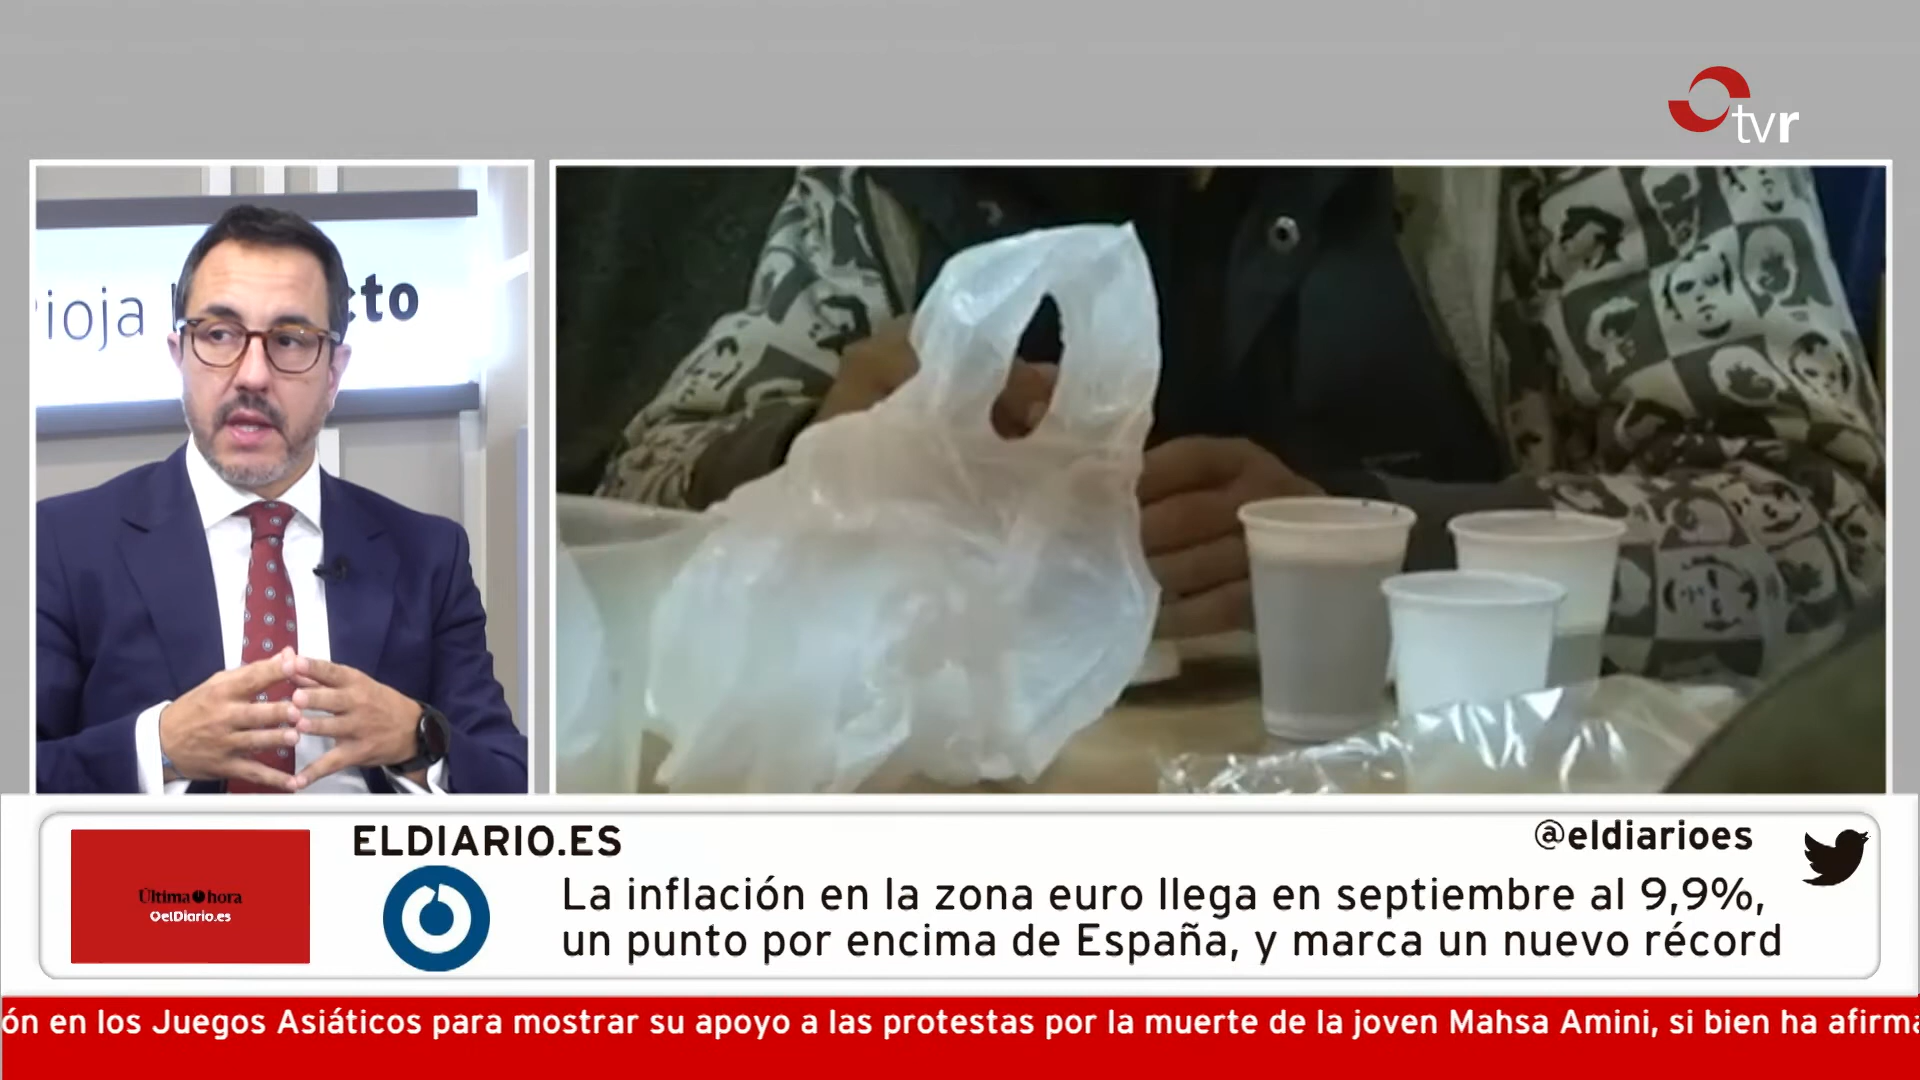 tvr
ioja
cto
Última hora
elDiario.es
ELDIARIO.ES
@eldiarioes
La inflación en la zona euro llega en septiembre al 9,9%,
un punto por encima de España, y marca un nuevo récord
ón en los Juegos Asiáticos para mostrar su apoyo a las protestas por la muerte de la joven Mahsa Amini, si bien ha afirma